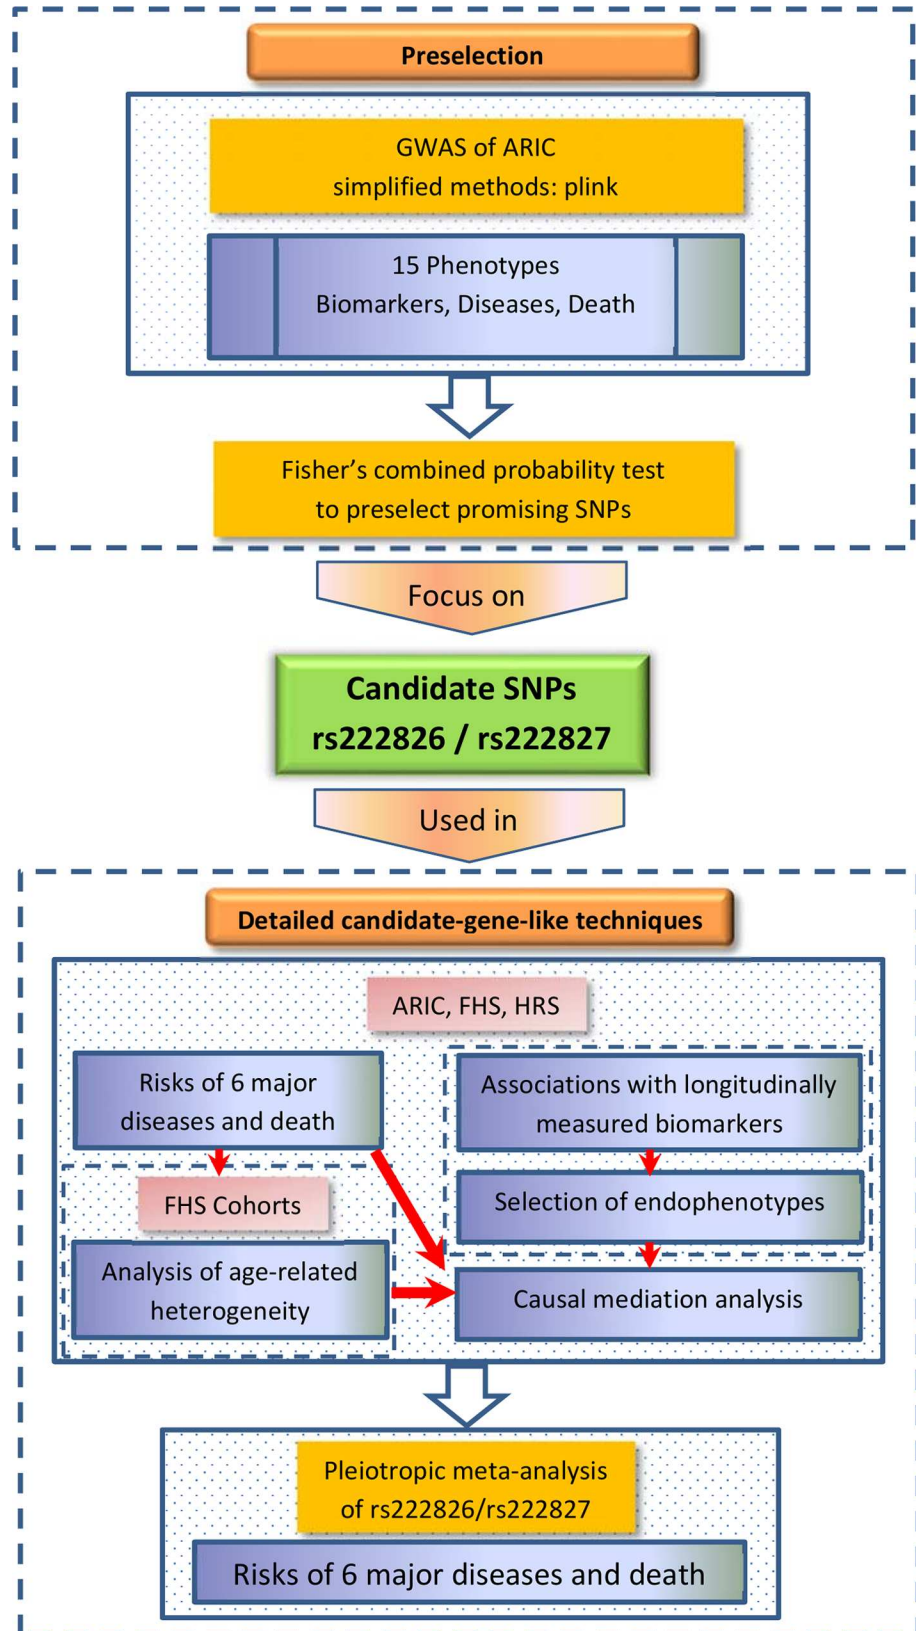 Preselection
GWAS of ARIC
simplified methods: plink
15 Phenotypes
Biomarkers, Diseases, Death
Fisher’s combined probability test
to preselect promising SNPs
Focus on
Candidate SNPs
rs222826 / rs222827
Used in
Detailed candidate-gene-like techniques
ARIC, FHS, HRS
Risks of 6 major
diseases and death
FHS Cohorts
Analysis of age-related
heterogeneity
Associations with longitudinally
measured biomarkers
Selection of endophenotypes
Causal mediation analysis
Pleiotropic meta-analysis
of rs222826/rs222827
Risks of 6 major diseases and death